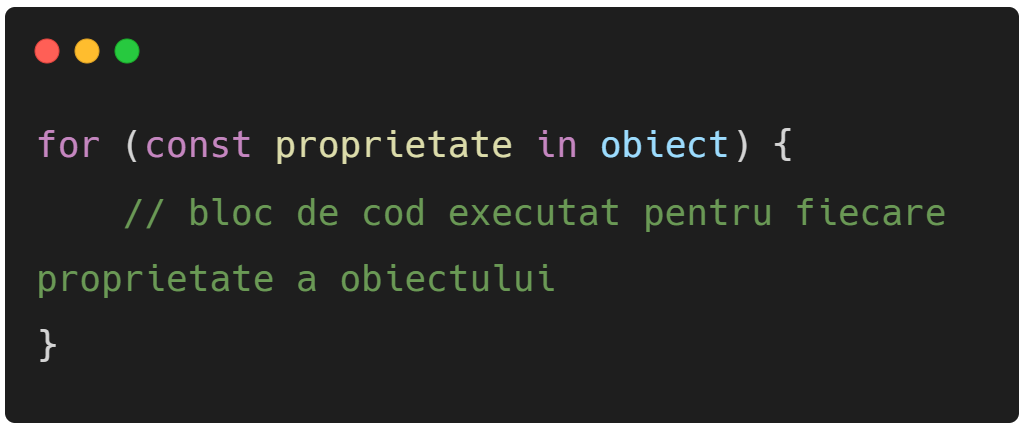 for (const proprietate in obiect) {
    // bloc de cod executat pentru fiecare
proprietate a obiectului
}